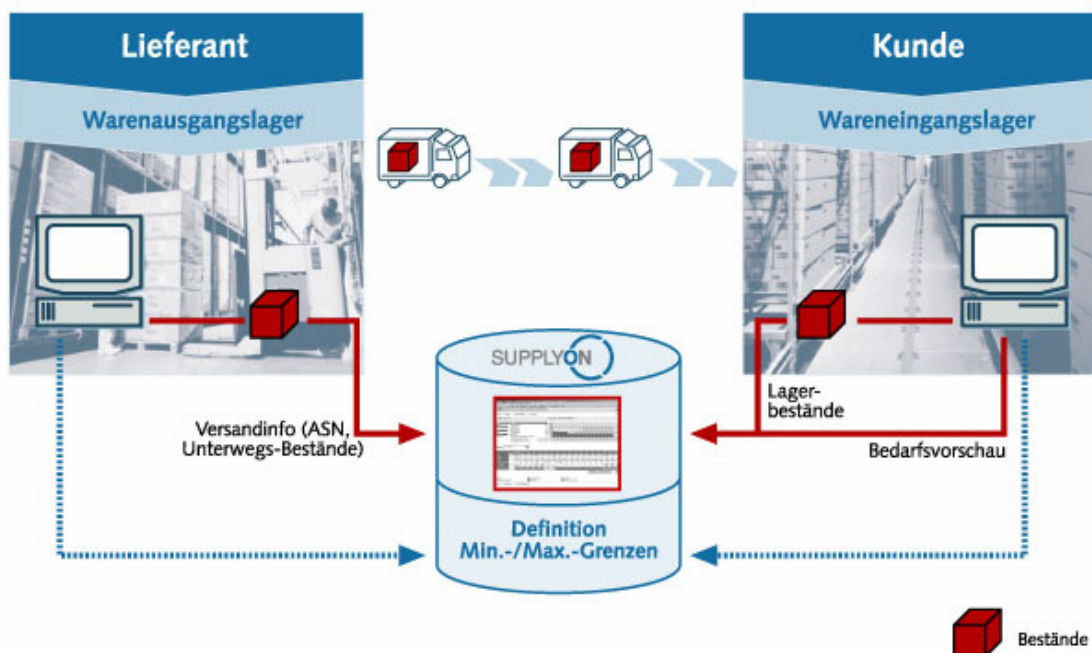 Lieferant
Kunde
Warenausgangslager
Wareneingangslager
SUPPLYON
Lager-
bestände
Versandinfo (ASN,
Unterwegs-Bestände)
Bedarfsvorschau
Definition
Min.-/Max.-Grenzen
Bestände